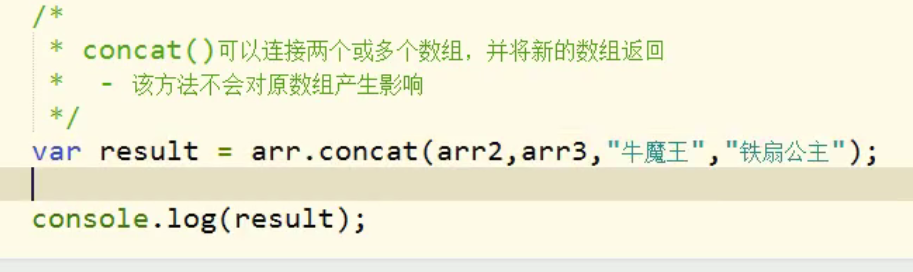 /*
* concat()可以连接两个或多个数组，并将新的数组返回
* - 该方法不会对原数组产生影响
*/
var result = arr.concat(arr2,arr3,"牛魔王","铁扇公主");
console.log(result);